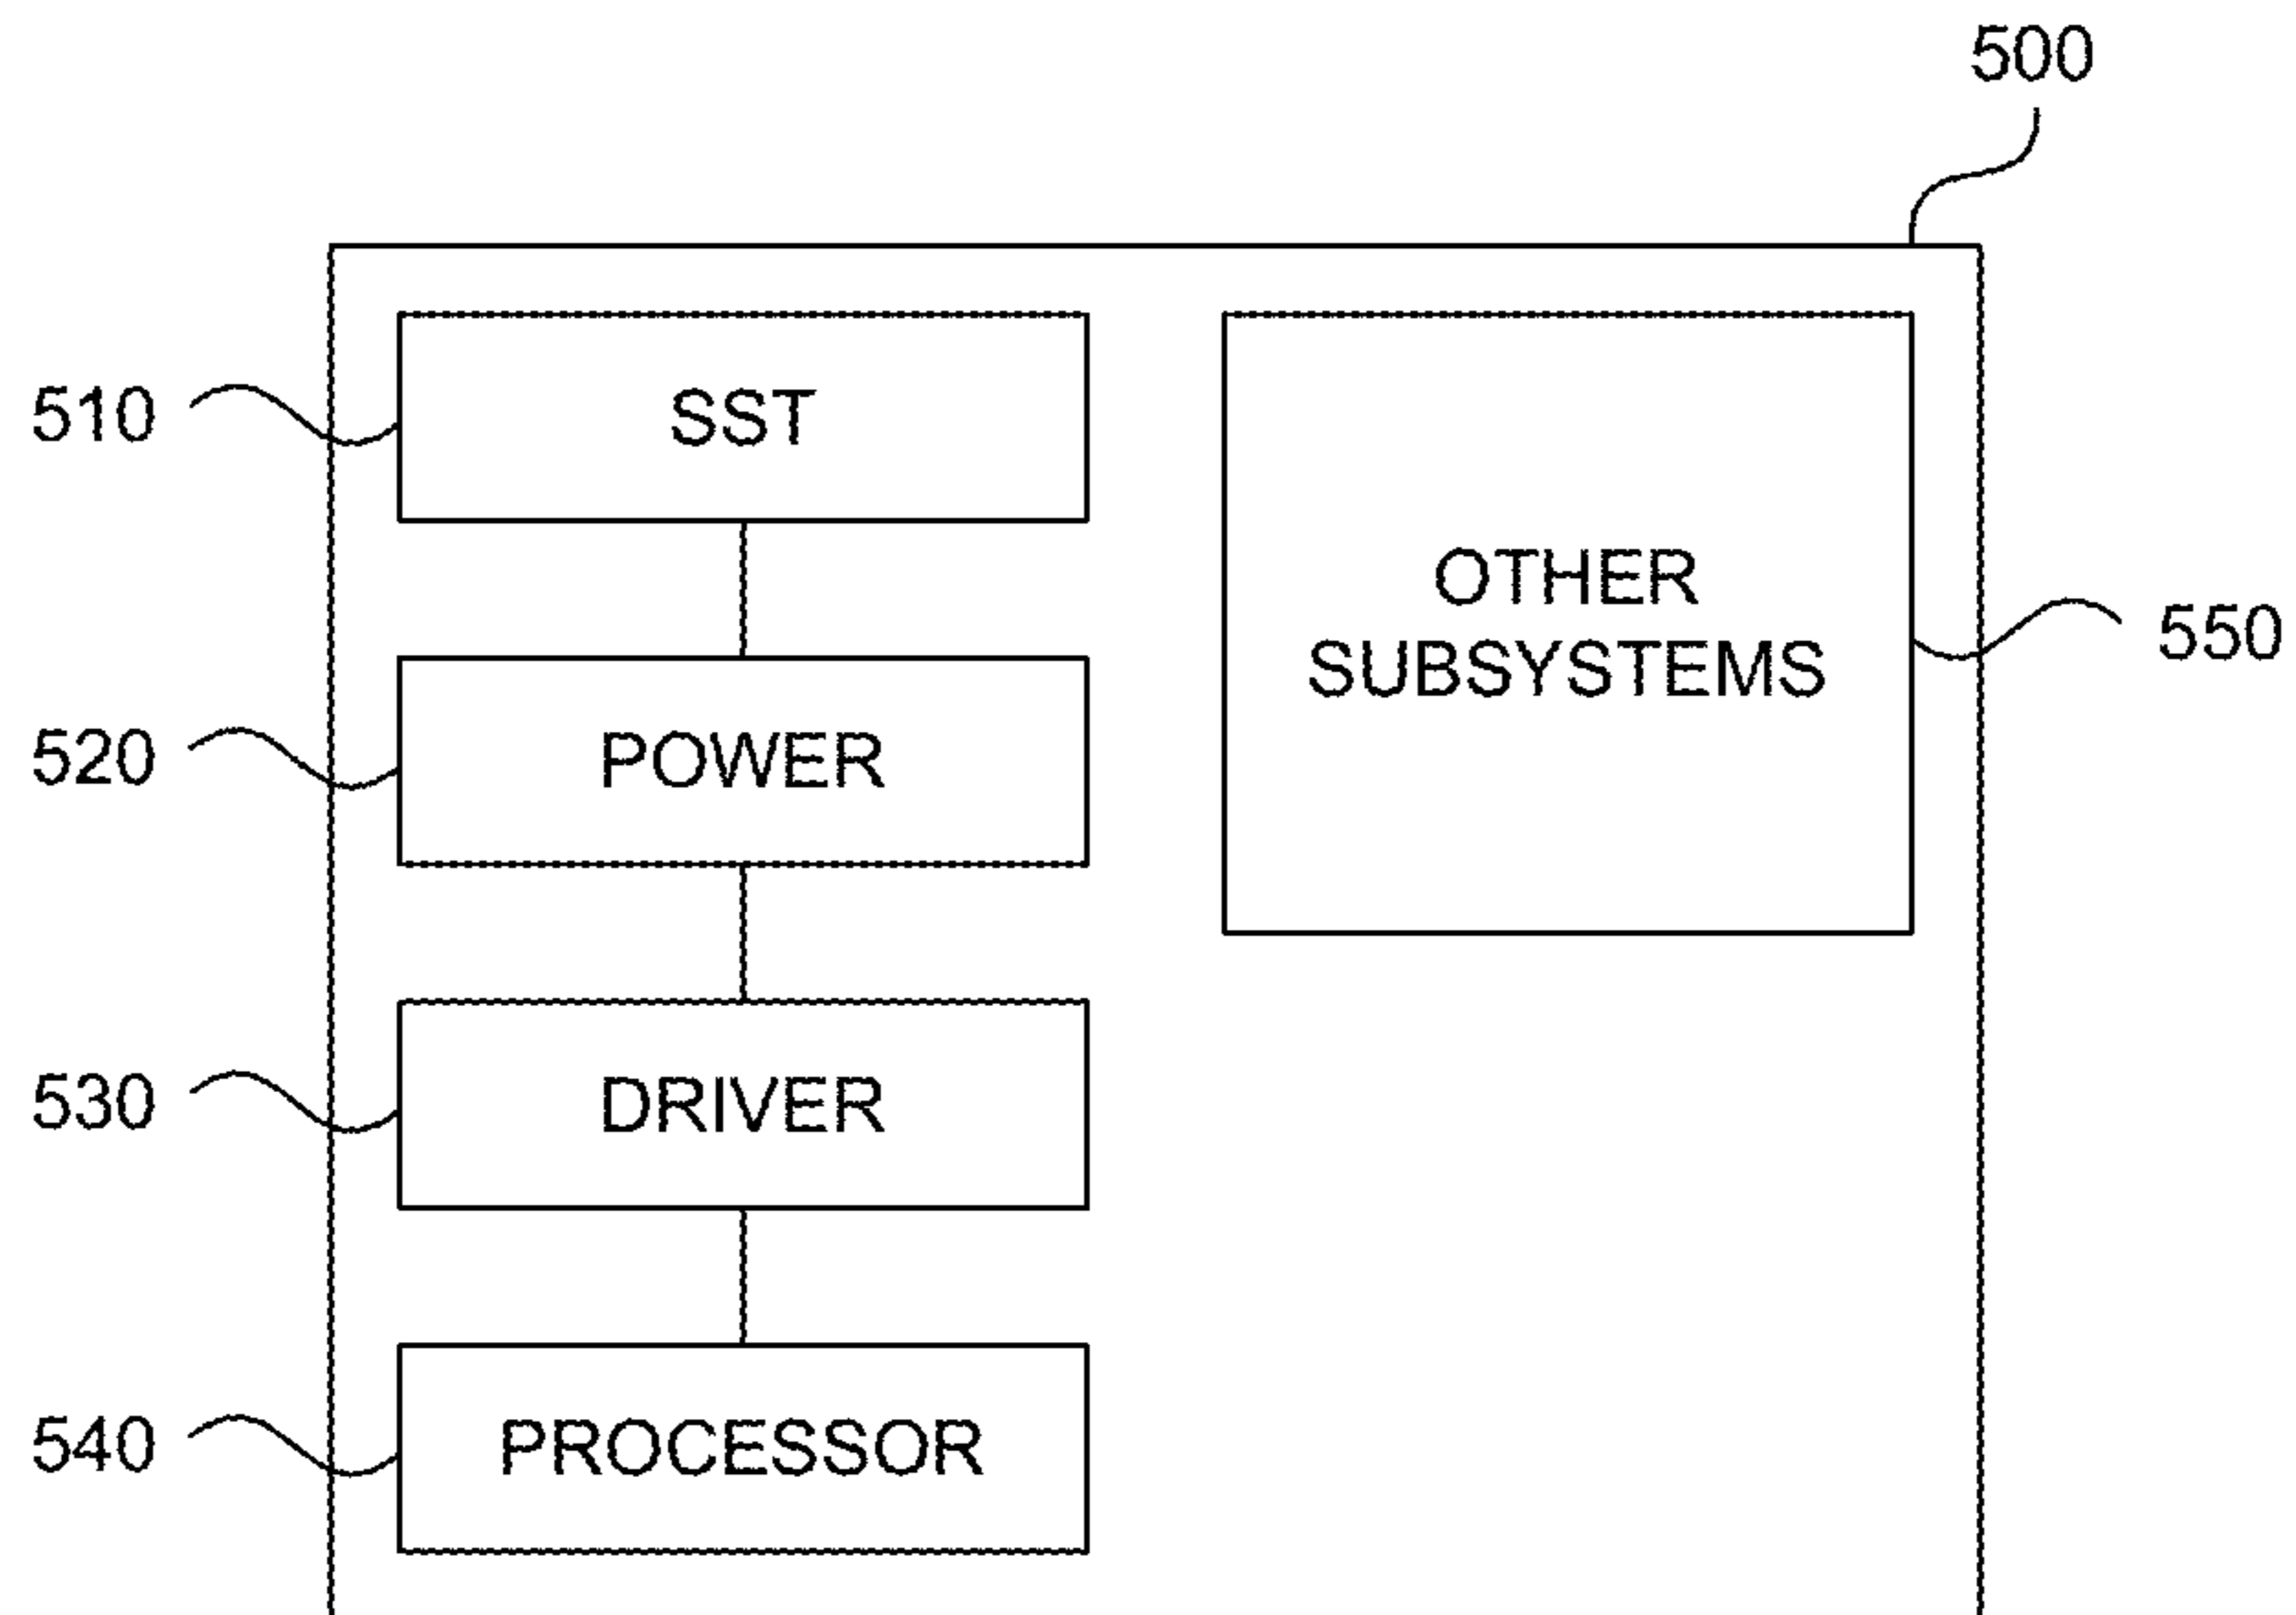 500
510
SST
OTHER
SUBSYSTEMS
550
520
POWER
530
DRIVER
540
PROCESSOR